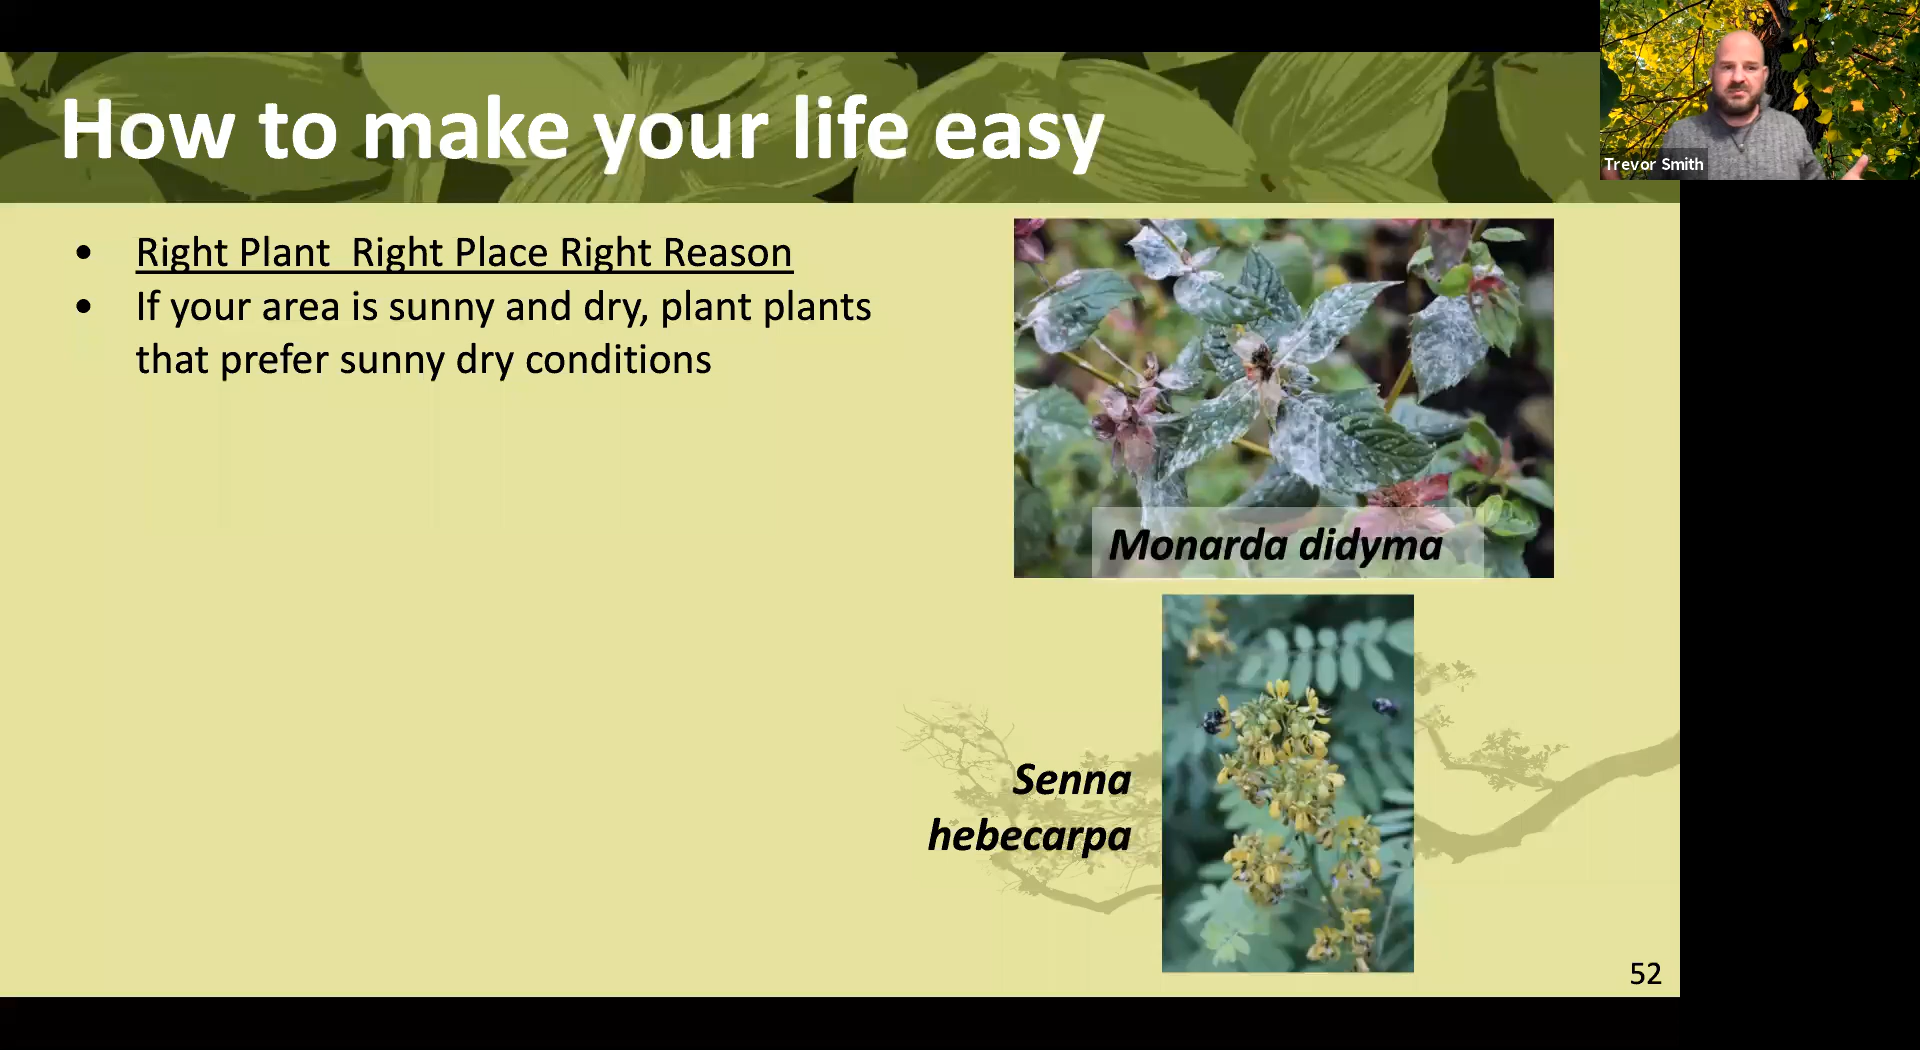 How to make your life easy
Trevor Smith
• Right Plant  Right Place Right Reason
• If your area is sunny and dry, plant plants
that prefer sunny dry conditions
Monarda didyma
Senna
hebecarpa
52